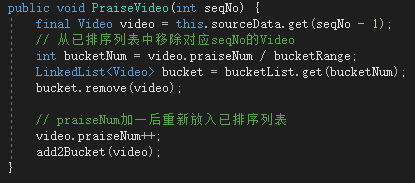 public void PraiseVideo(int seqNo) {
final Video video = this.sourceData.get(seqNo - 1);
// 从已排序列表中移除对应seqNo的Video
int bucketNum = video.praiseNum / bucketRange;
LinkedList<Video> bucket = bucketList.get(bucketNum);
bucket.remove(video);
// praiseNum加一后重新放入已排序列表
video.praiseNum++;
add2Bucket(video);
}